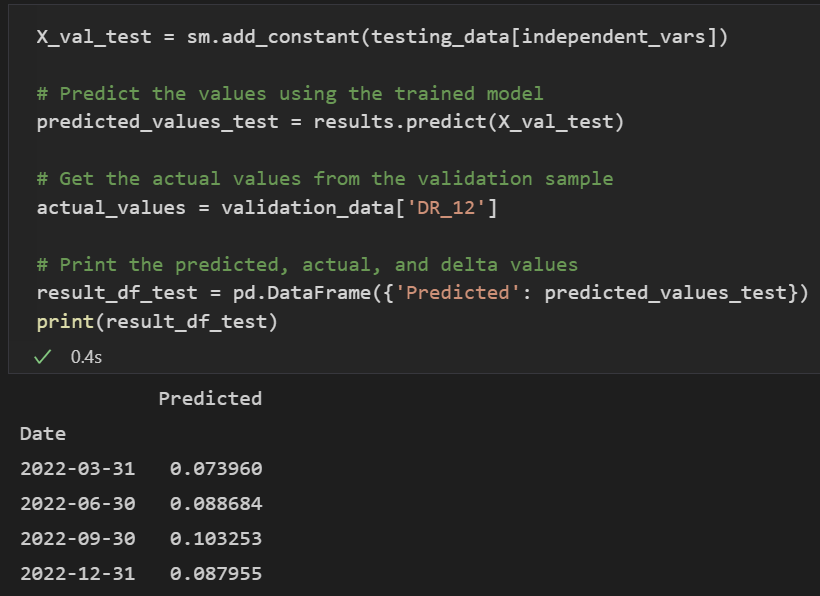 X_val_test = sm.add_constant(testing_data[independent_vars])
# Predict the values using the trained model
predicted_values_test = results.predict(X_val_test)
# Get the actual values from the validation sample
actual_values = validation_data['DR_12']
# Print the predicted, actual, and delta values
result_df_test = pd.DataFrame({'Predicted': predicted_values_test})
print(result_df_test)
0.4s
Predicted
Date
2022-03-31 0.073960
2022-06-30 0.088684
2022-09-30 0.103253
2022-12-31 0.087955